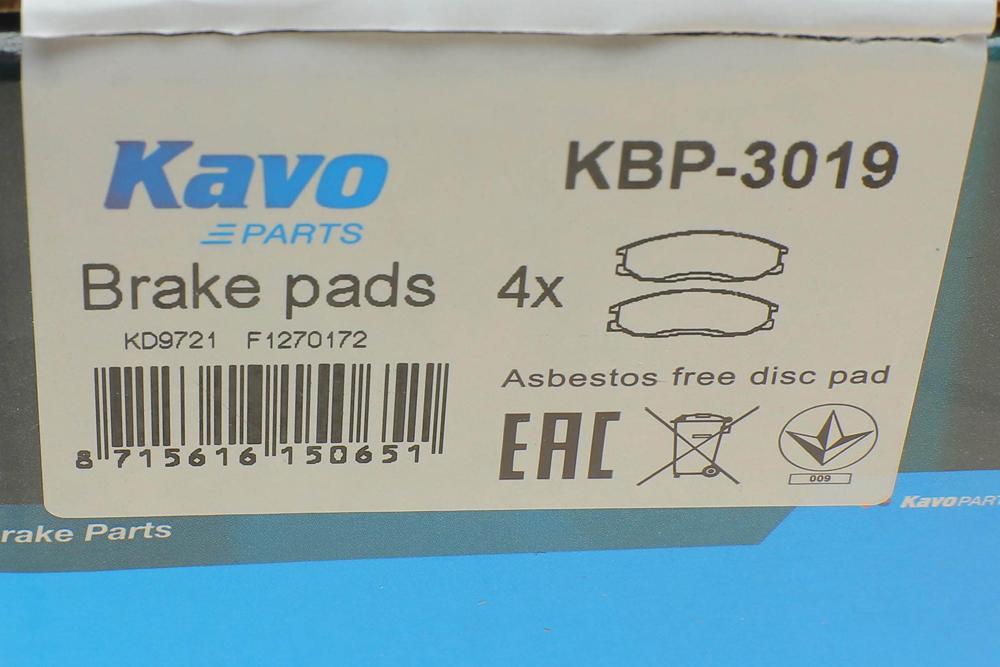 Kavo
PARTS
KBP-3019
Brake pads
4x
KD9721 F1270172
8 715616 150651
Asbestos free disc pad
EAC
009
KavoPART
rake Parts